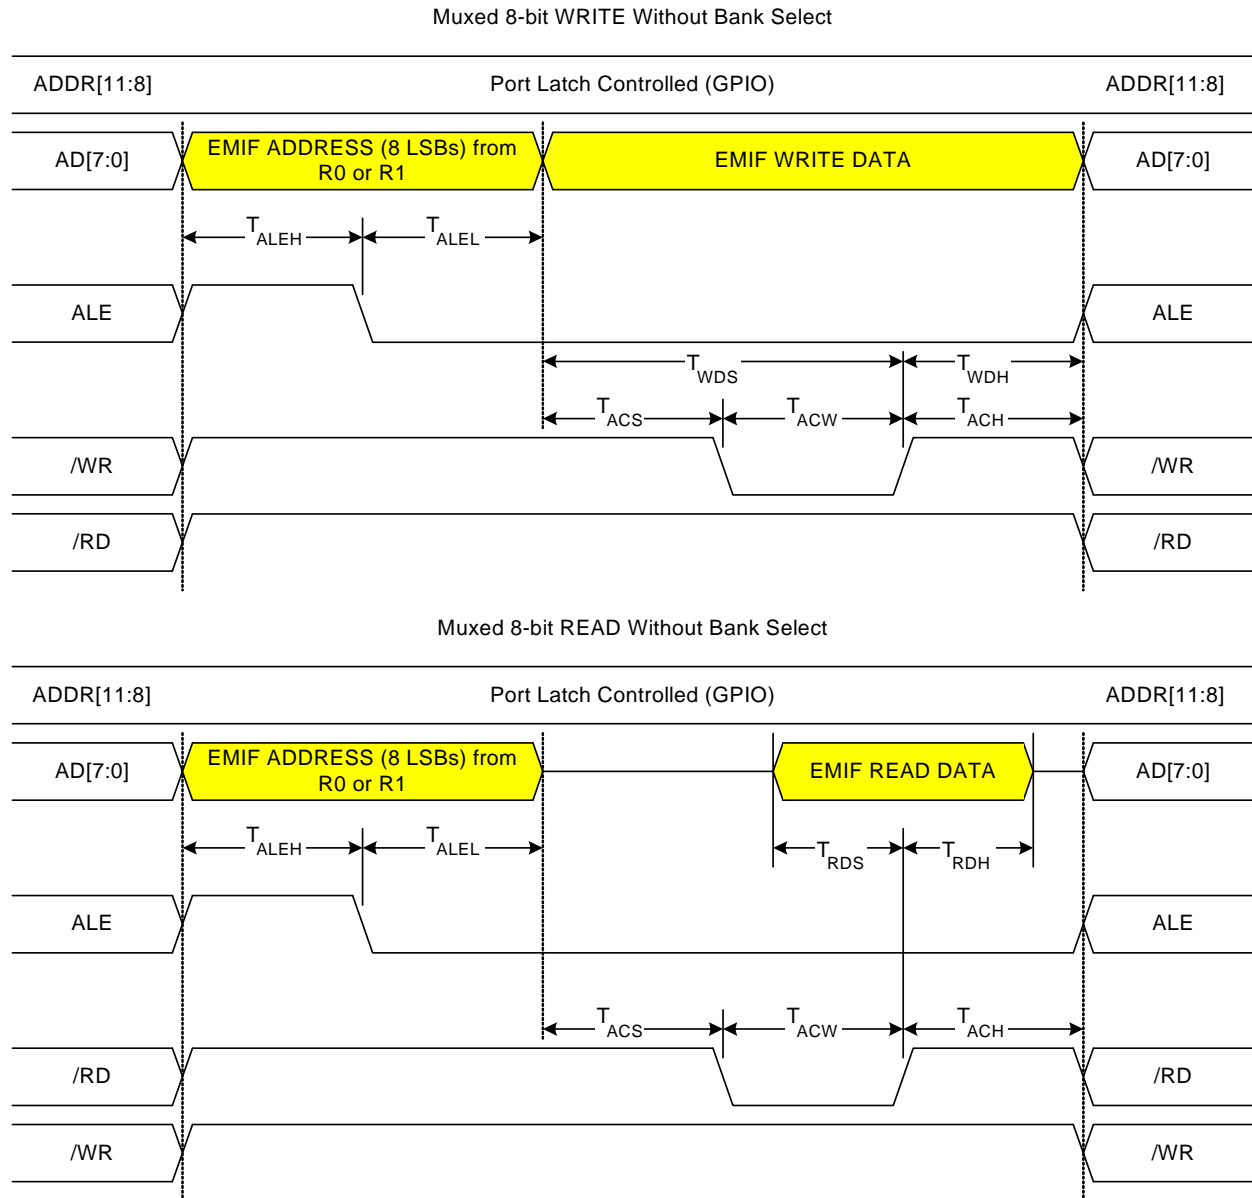 Muxed 8-bit WRITE Without Bank Select
ADDR[11:8] Port Latch Controlled (GPIO) ADDR[11:8]
AD[7:0] EMIF ADDRESS (8 LSBs) from EMIF WRITE DATA AD[7:0]
R0 or R1
TALEH TALEL
ALE ALE
TWDS TWDH
TACS TACW TACH
/WR /WR
/RD /RD
Muxed 8-bit READ Without Bank Select
ADDR[11:8] Port Latch Controlled (GPIO) ADDR[11:8]
AD[7:0] EMIF ADDRESS (8 LSBs) from EMIF READ DATA AD[7:0]
R0 or R1
TALEH TALEL TRDS TRDH
ALE ALE
TACS TACW TACH
/RD /RD
/WR /WR